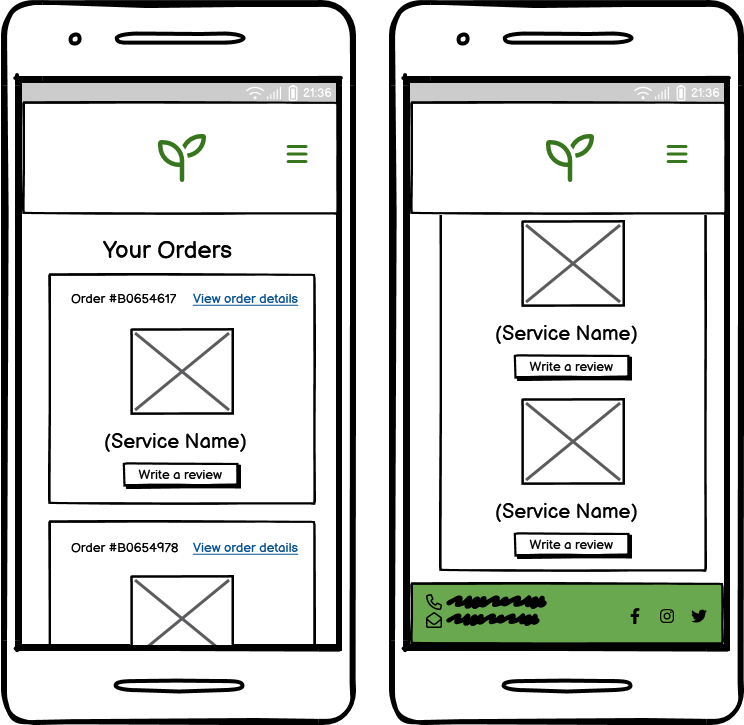 21:36
Your Orders
Order #B0654617 View order details
(Service Name)
Write a review
Order #B0654978 View order details
21:36
(Service Name)
Write a review
(Service Name)
Write a review